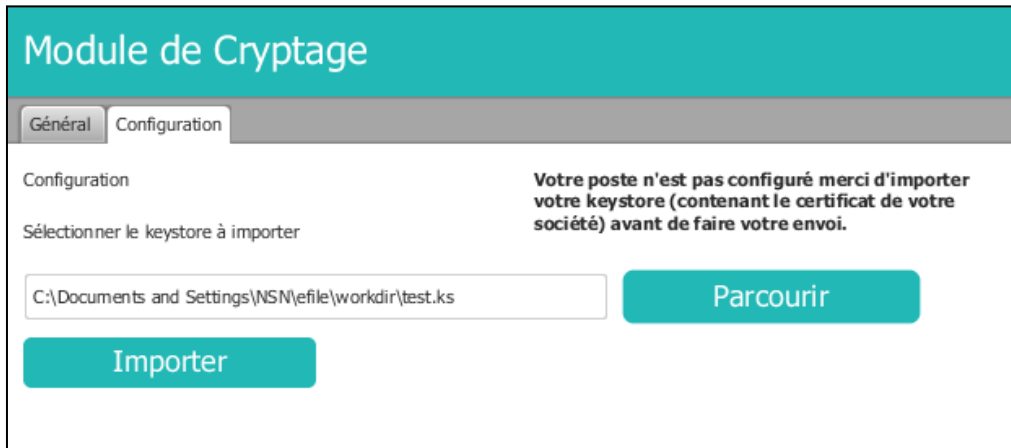 Module de Cryptage
Général Configuration
Configuration
Votre poste n'est pas configuré merci d'importer
votre keystore (contenant le certificat de votre
société) avant de faire votre envoi.
Sélectionner le keystore à importer
C:\Documents and Settings\NSN\efile\workdir\test.ks
Parcourir
Importer